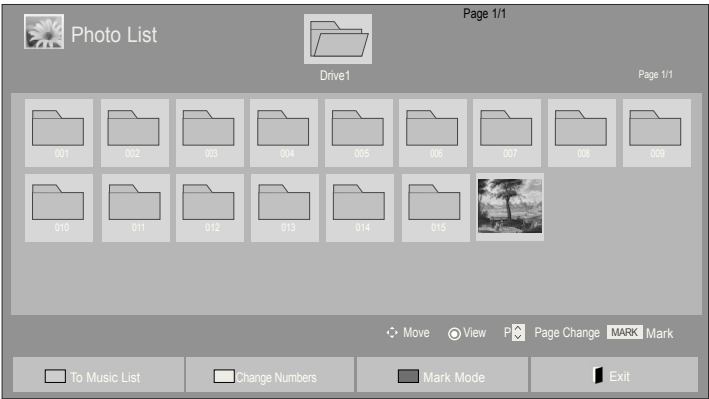 Page 1/1
Photo List
Drive1
Page 1/1
001 002 003 004 005 006 007 008 009
010 011 012 013 014 015
Move View P Page Change MARK Mark
To Music List Change Numbers Mark Mode Exit